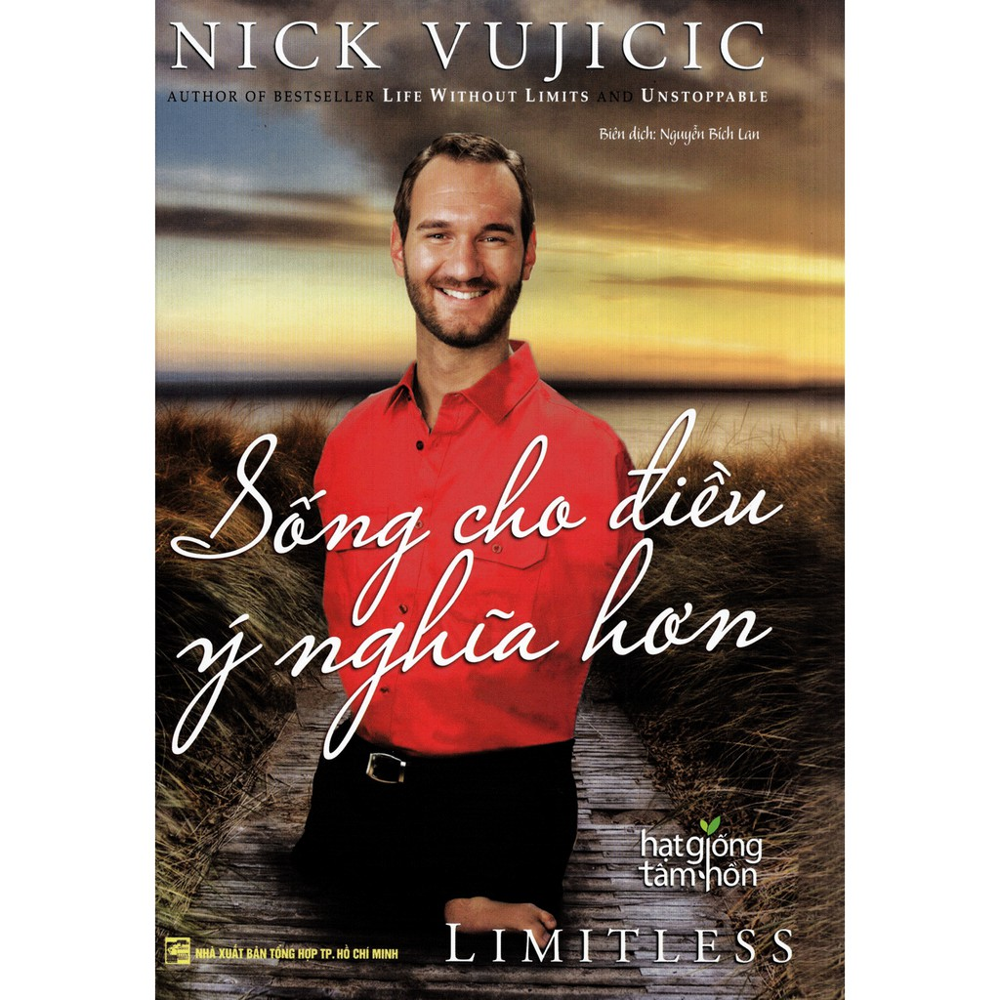 NICK VUJICIC
AUTHOR OF BESTSELLER LIFE WITHOUT LIMITS AND UNSTOPPABLE
Biên dịch: Nguyễn Bích Lan
Sống cho điều
ý nghĩa hơn
hạt giống
tâm hồn
LIMITLESS
NHÀ XUẤT BẢN TỔNG HỢP TP. HỒ CHÍ MINH